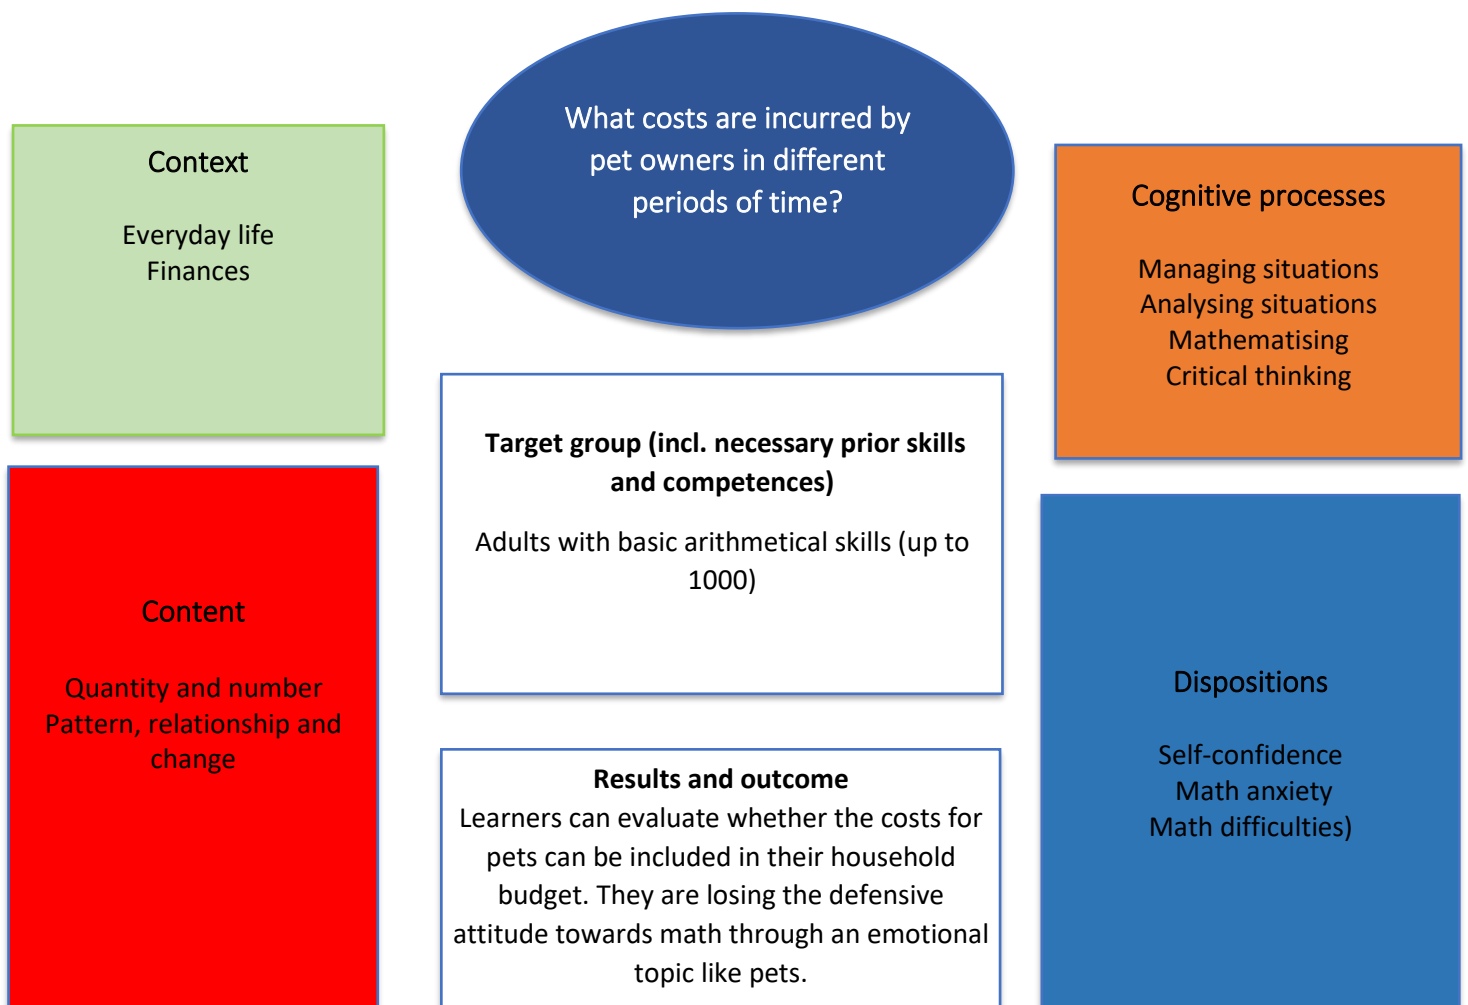 What costs are incurred by
pet owners in different
periods of time?
Context
Everyday life
Finances
Cognitive processes
Managing situations
Analysing situations
Mathematising
Critical thinking
Target group (incl. necessary prior skills
and competences)
Adults with basic arithmetical skills (up to
1000)
Content
Quantity and number
Pattern, relationship and
change
Dispositions
Self-confidence
Math anxiety
Math difficulties)
Results and outcome
Learners can evaluate whether the costs for
pets can be included in their household
budget. They are losing the defensive
attitude towards math through an emotional
topic like pets.